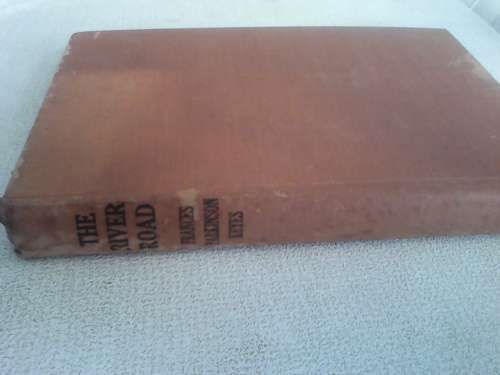 THE
RIVER
ROAD
FRANCES
PARKINSON
KEYES